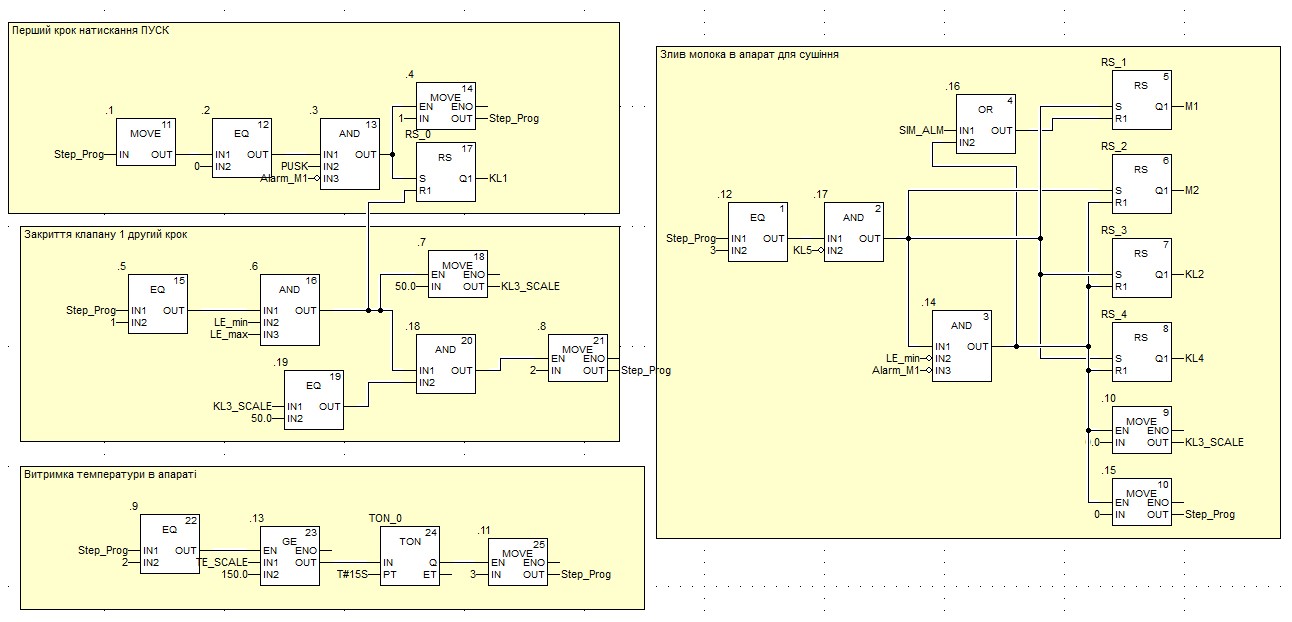 Перший крок натискання ПУСК
.1
MOVE 11
Step_Prog IN OUT
.2
EQ 12
IN1 OUT
0 IN2
.3
AND 13
IN1 OUT
PUSK IN2
Alarm_M1 IN3
.4
MOVE 14
EN ENO
1 IN OUT Step_Prog
RS_0
RS 17
S Q1 KL1
R1
Закриття клапану 1 другий крок
.5
EQ 15
Step_Prog IN1 OUT
1 IN2
.6
AND 16
IN1 OUT
LE_min IN2
LE_max IN3
.7
MOVE 18
EN ENO
50.0 IN OUT KL3_SCALE
.19
EQ 19
KL3_SCALE IN1 OUT
50.0 IN2
.18
AND 20
IN1 OUT
IN2
.8
MOVE 21
EN ENO
2 IN OUT Step_Prog
Витримка температури в апараті
.9
EQ 22
Step_Prog IN1 OUT
2 IN2
.13
GE 23
EN ENO
TE_SCALE IN1 OUT
150.0 IN2
TON_0
TON 24
IN Q
T#15S PT ET
.11
MOVE 25
EN ENO
3 IN OUT Step_Prog
Злив молока в апарат для сушіння
.12
EQ 1
Step_Prog IN1 OUT
3 IN2
.17
AND 2
IN1 OUT
KL5 IN2
.16
OR 4
SIM_ALM IN1 OUT
IN2
.14
AND 3
IN1 OUT
LE_min IN2
Alarm_M1 IN3
RS_1
RS 5
S Q1 M1
R1
RS_2
RS 6
S Q1 M2
R1
RS_3
RS 7
S Q1 KL2
R1
RS_4
RS 8
S Q1 KL4
R1
.10
MOVE 9
EN ENO
0.0 IN OUT KL3_SCALE
.15
MOVE 10
EN ENO
0 IN OUT Step_Prog